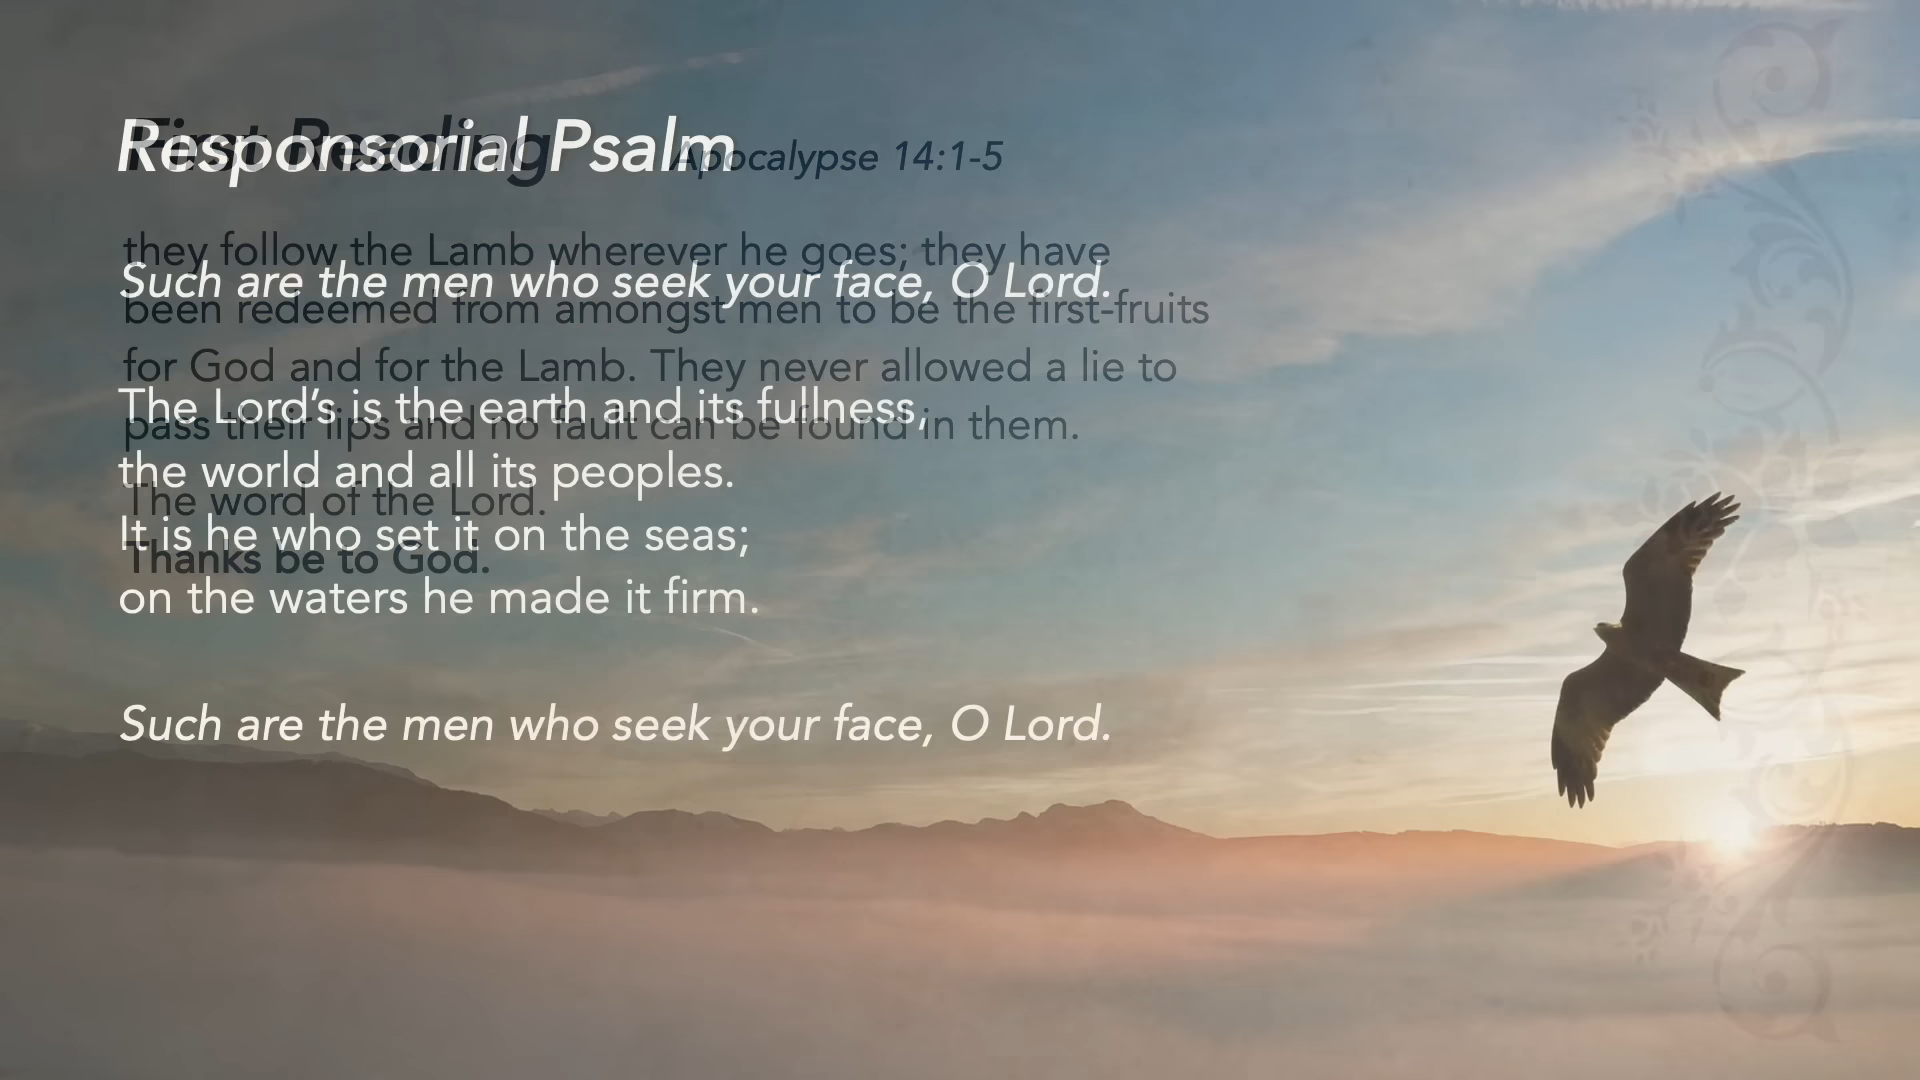 Responsorial Psalm
Such are the men who seek your face, O Lord.
The Lord’s is the earth and its fullness,
the world and all its peoples.
It is he who set it on the seas;
on the waters he made it firm.
Such are the men who seek your face, O Lord.
First Reading Apocalypse 14:1-5
they follow the Lamb wherever he goes; they have
been redeemed from amongst men to be the first-fruits
for God and for the Lamb. They never allowed a lie to
pass their lips and no fault can be found in them.
The word of the Lord.
Thanks be to God.